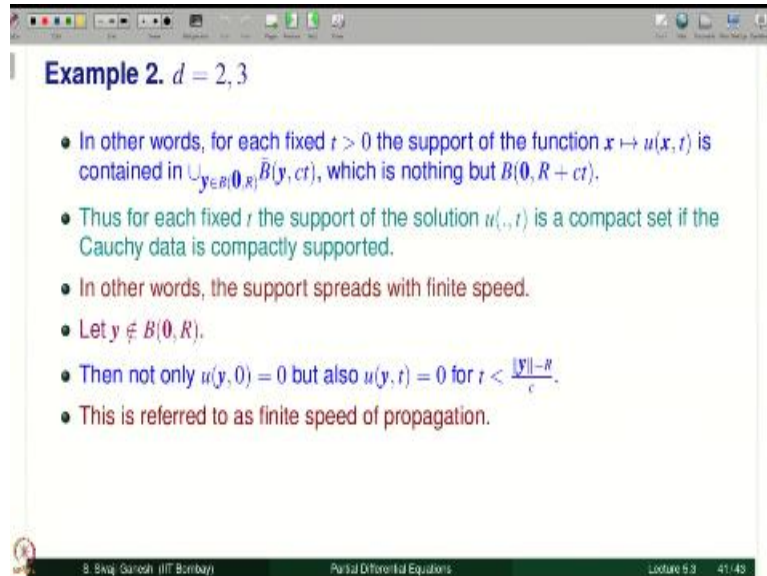 Example 2. d = 2, 3
• In other words, for each fixed t > 0 the support of the function x ↦ u(x, t) is
contained in ∪_{y∈B(0,R)} B̄(y, ct), which is nothing but B(0, R + ct).
• Thus for each fixed t the support of the solution u(., t) is a compact set if the
Cauchy data is compactly supported.
• In other words, the support spreads with finite speed.
• Let y ∉ B(0, R).
• Then not only u(y, 0) = 0 but also u(y, t) = 0 for t < (‖y‖−R)/c.
• This is referred to as finite speed of propagation.
Ganesh (IIT Bombay) Partial Differential Equations Lecture 5.3 41/43